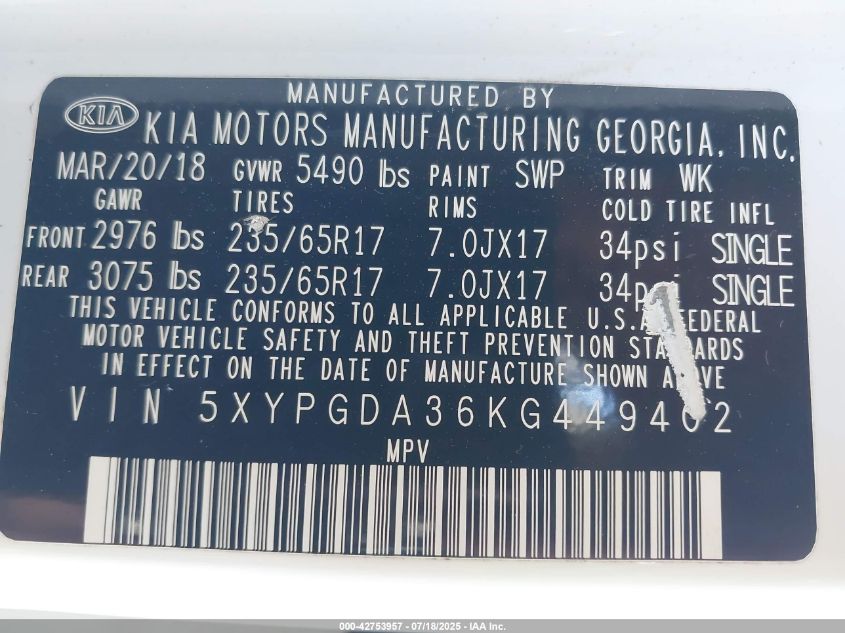 MANUFACTURED BY
KIA KIA MOTORS MANUFACTURING GEORGIA, INC.
MAR/20/18 GVWR 5490 lbs PAINT SWP TRIM WK
GAWR TIRES RIMS COLD TIRE INFL
FRONT 2976 lbs 235/65R17 7.0JX17 34psi SINGLE
REAR 3075 lbs 235/65R17 7.0JX17 34psi SINGLE
THIS VEHICLE CONFORMS TO ALL APPLICABLE U.S.A. FEDERAL
MOTOR VEHICLE SAFETY AND THEFT PREVENTION STANDARDS
IN EFFECT ON THE DATE OF MANUFACTURE SHOWN ABOVE
VIN 5XYPGDA36KG449402
MPV
000-42753957 - 07/18/2025 - IAA Inc.